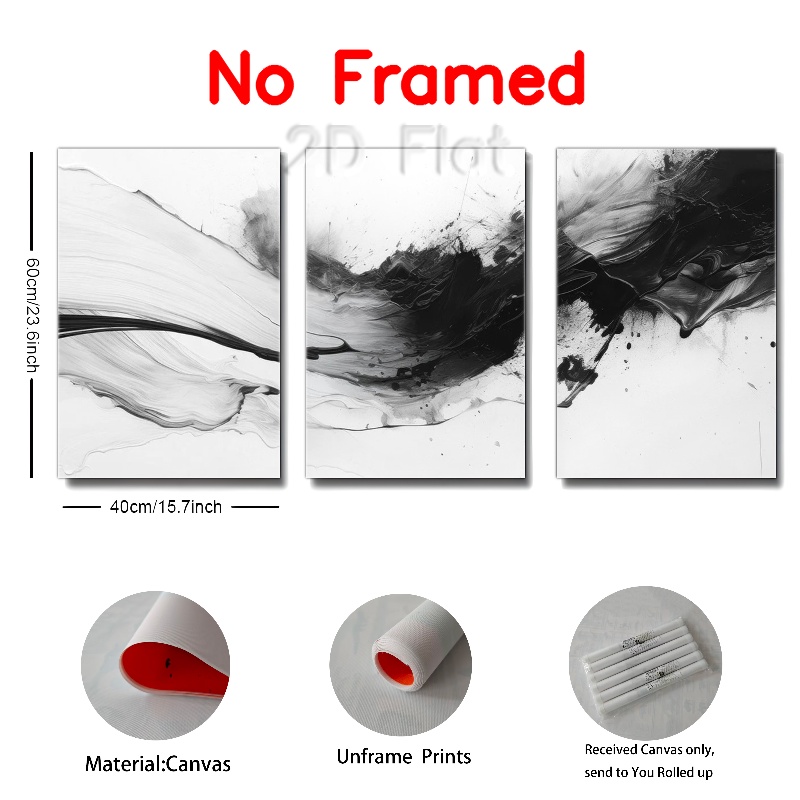 No Framed
2D Flat
60cm/23.6inch
40cm/15.7inch
Material:Canvas
Unframe Prints
Received Canvas only,
send to You Rolled up